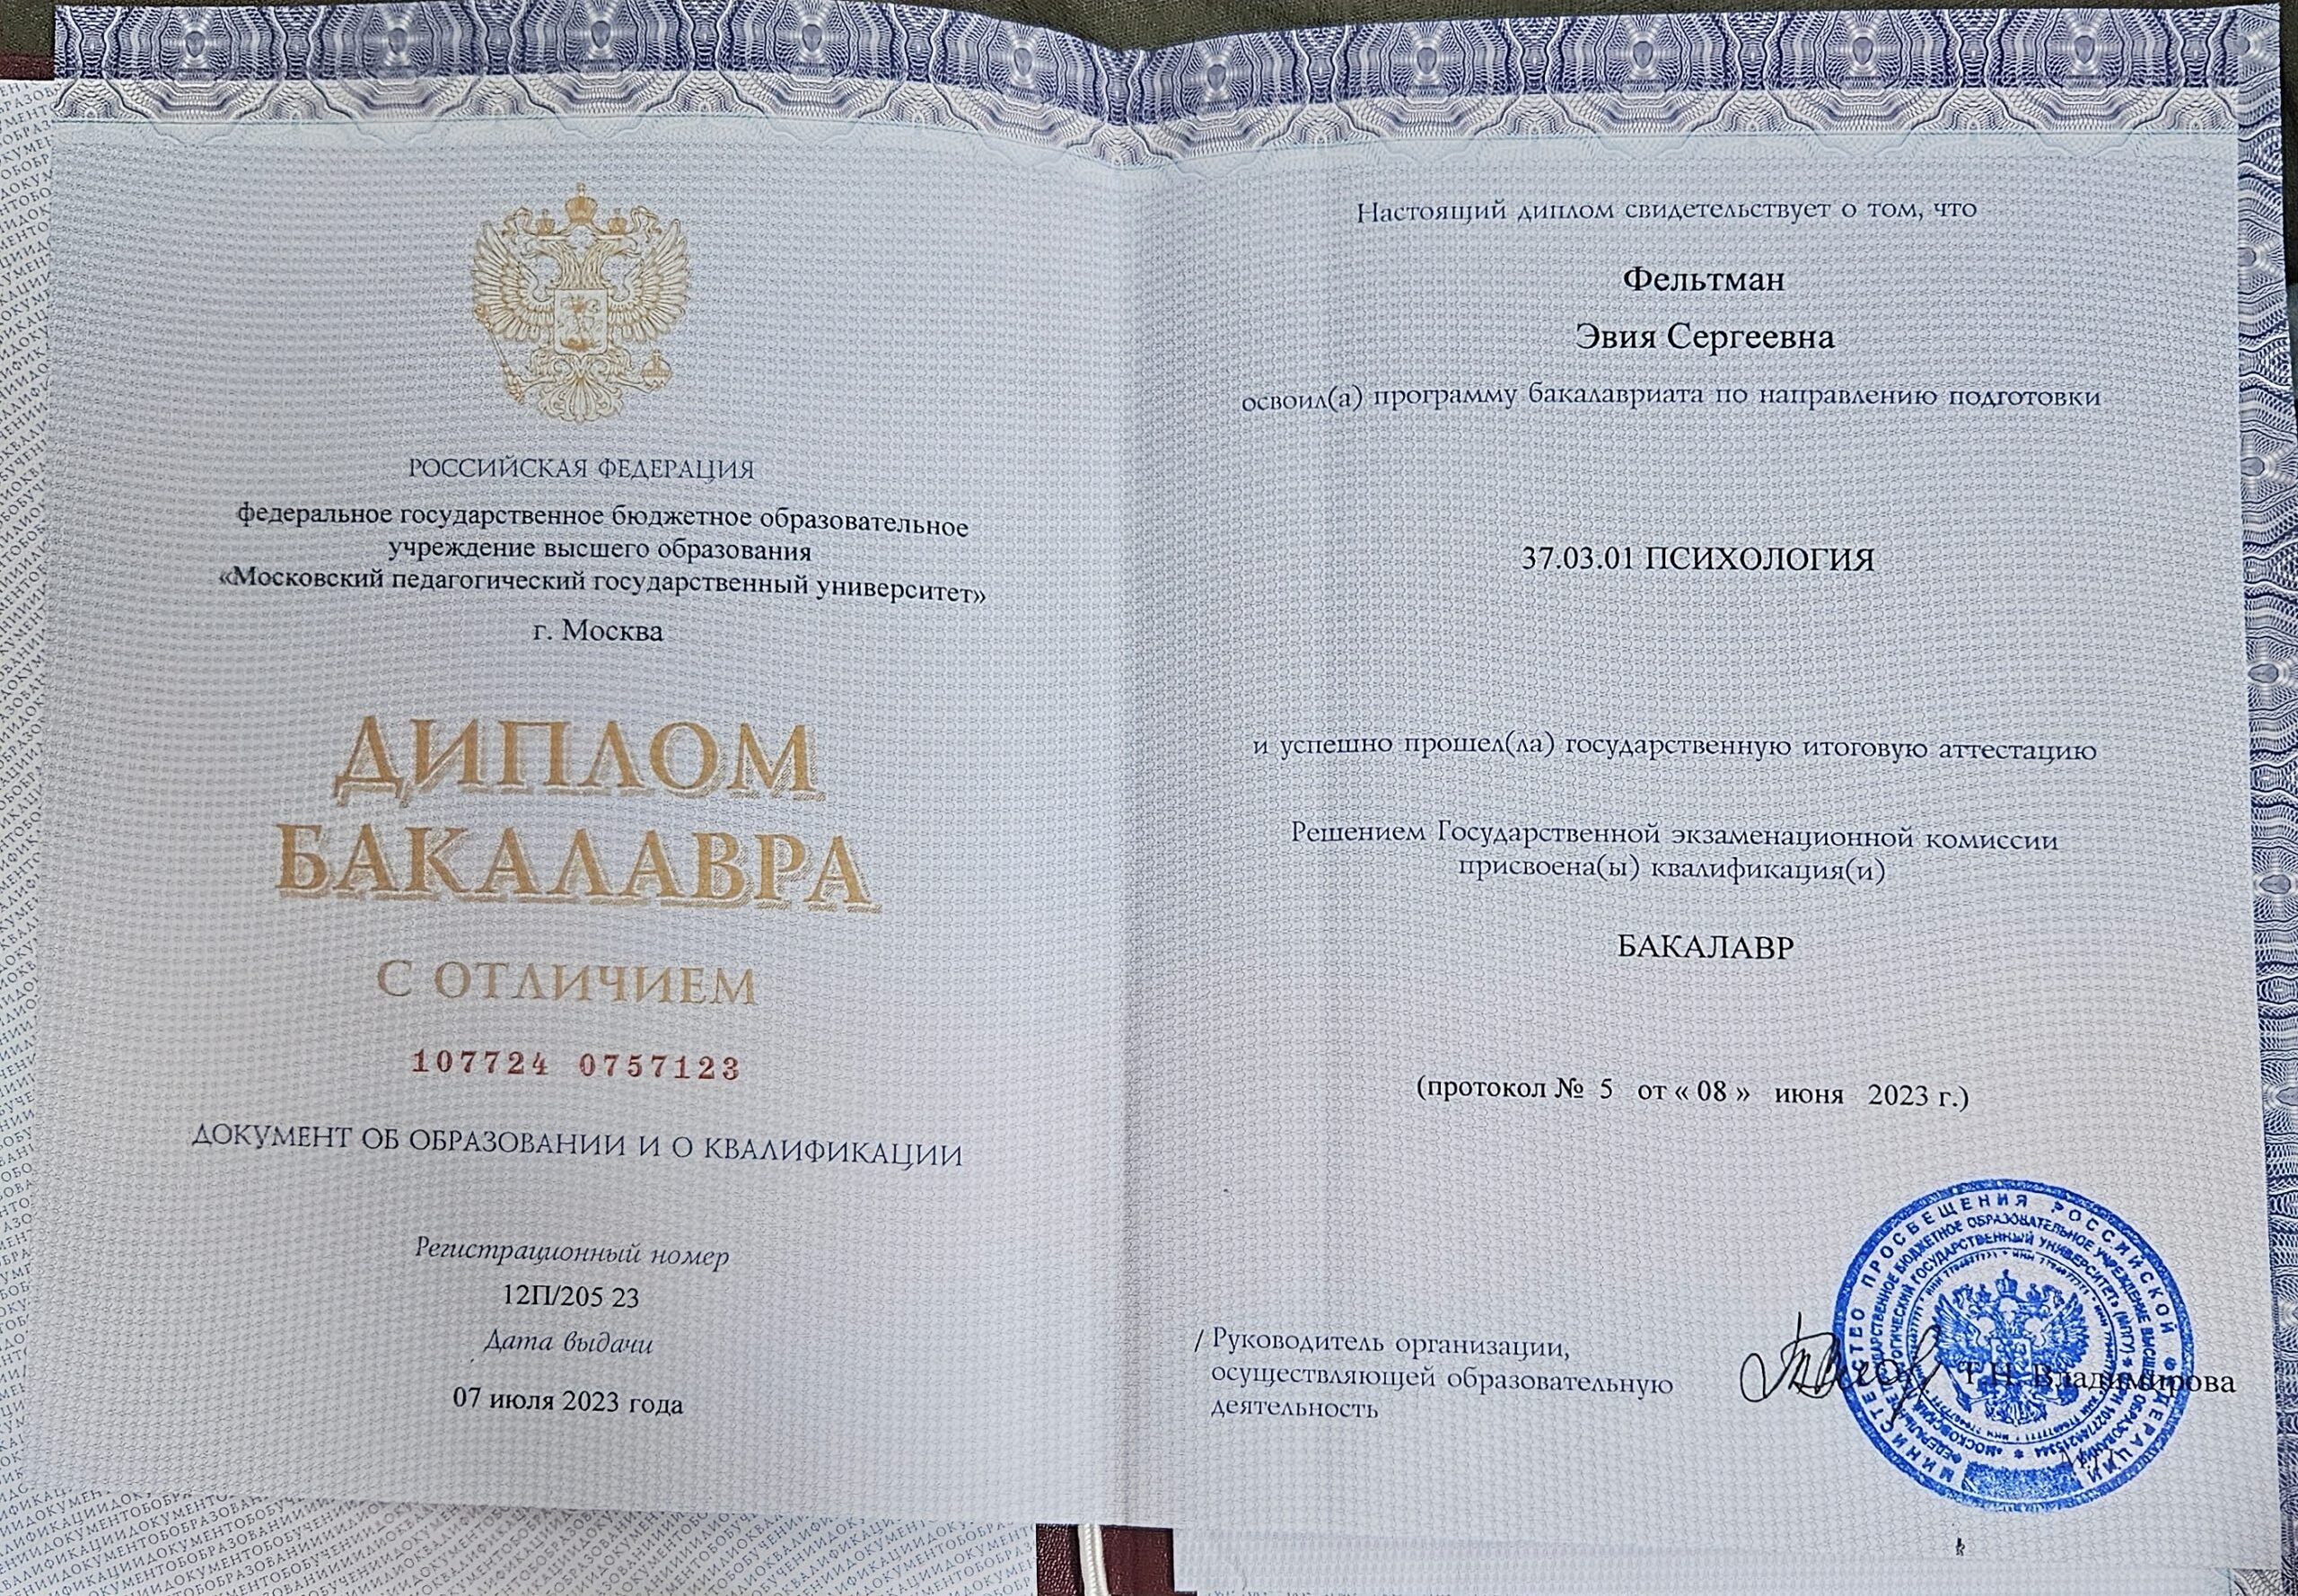 РОССИЙСКАЯ ФЕДЕРАЦИЯ
федеральное государственное бюджетное образовательное
учреждение высшего образования
«Московский педагогический государственный университет»
г. Москва
ДИПЛОМ
БАКАЛАВРА
С ОТЛИЧИЕМ
107724 0757123
ДОКУМЕНТ ОБ ОБРАЗОВАНИИ И О КВАЛИФИКАЦИИ
Регистрационный номер
12П/205 23
Дата выдачи
07 июля 2023 года
Настоящий диплом свидетельствует о том, что
Фельтман
Эвия Сергеевна
освоил(а) программу бакалавриата по направлению подготовки
37.03.01 ПСИХОЛОГИЯ
и успешно прошел(ла) государственную итоговую аттестацию
Решением Государственной экзаменационной комиссии
присвоена(ы) квалификация(и)
БАКАЛАВР
(протокол № 5 от « 08 » июня 2023 г.)
/ Руководитель организации,
осуществляющей образовательную
деятельность
Т.Н. Владимирова
МИНИСТЕРСТВО ПРОСВЕЩЕНИЯ РОССИЙСКОЙ ФЕДЕРАЦИИ